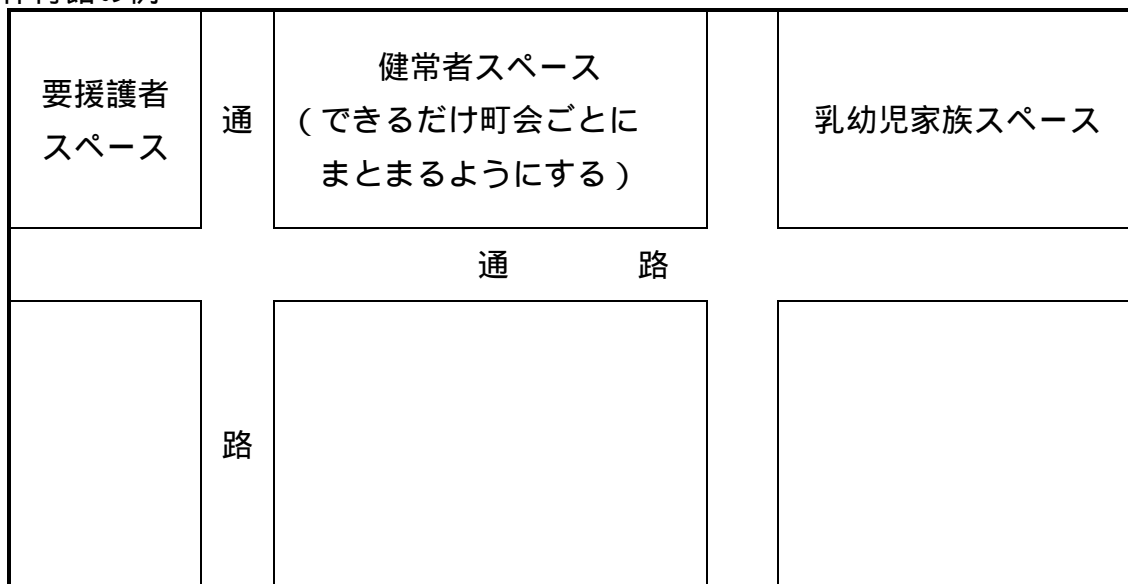 要援護者
スペース
通
健常者スペース
（できるだけ町会ごとに
まとまるようにする）
乳幼児家族スペース
通　　　路
路